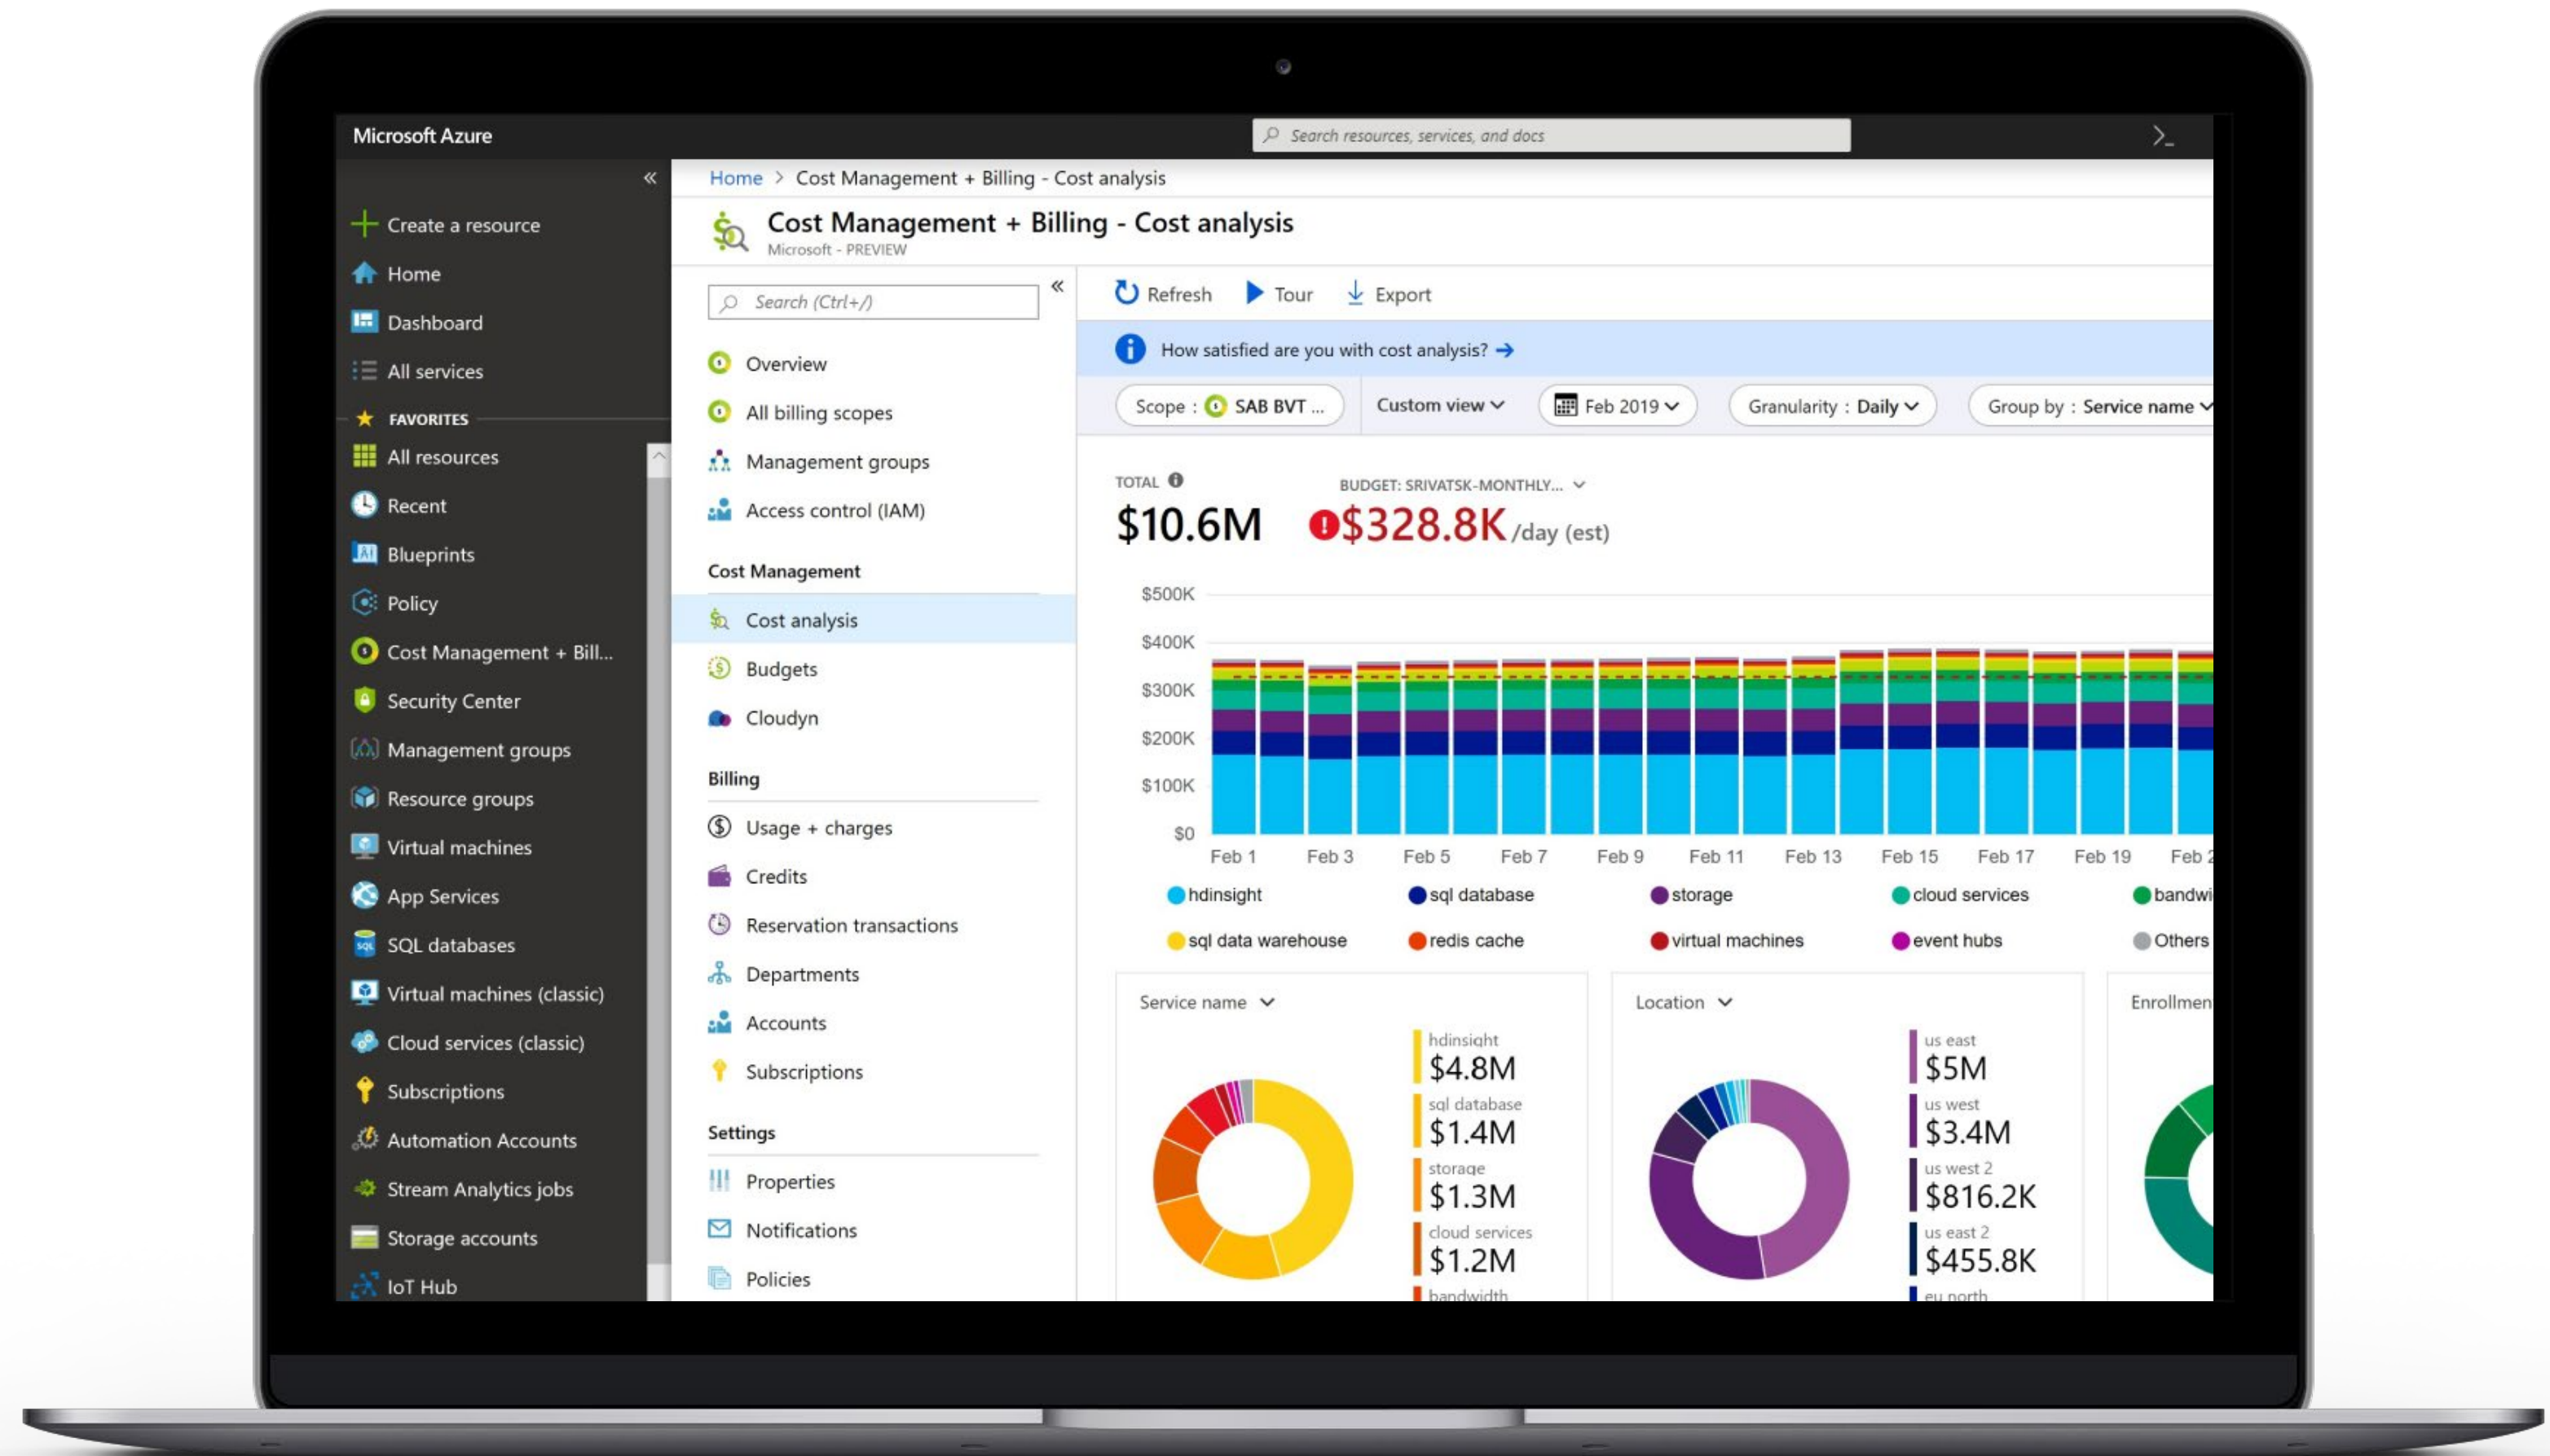 Microsoft Azure
Search resources, services, and docs
Create a resource
Home
Dashboard
All services
FAVORITES
All resources
Recent
Blueprints
Policy
Cost Management + Bill...
Security Center
Management groups
Resource groups
Virtual machines
App Services
SQL databases
Virtual machines (classic)
Cloud services (classic)
Subscriptions
Automation Accounts
Stream Analytics jobs
Storage accounts
IoT Hub
Home > Cost Management + Billing - Cost analysis
Cost Management + Billing - Cost analysis
Microsoft - PREVIEW
Search (Ctrl+/)
Overview
All billing scopes
Management groups
Access control (IAM)
Cost Management
Cost analysis
Budgets
Cloudyn
Billing
Usage + charges
Credits
Reservation transactions
Departments
Accounts
Subscriptions
Settings
Properties
Notifications
Policies
Refresh Tour Export
How satisfied are you with cost analysis?
Scope : SAB BVT ... Custom view Feb 2019 Granularity : Daily Group by : Service name
TOTAL BUDGET: SRIVATSK-MONTHLY...
$10.6M $328.8K /day (est)
$500K
$400K
$300K
$200K
$100K
$0
Feb 1 Feb 3 Feb 5 Feb 7 Feb 9 Feb 11 Feb 13 Feb 15 Feb 17 Feb 19 Feb 2
hdinsight sql database storage cloud services bandwi
sql data warehouse redis cache virtual machines event hubs Others
Service name
hdinsight
$4.8M
sql database
$1.4M
storage
$1.3M
cloud services
$1.2M
bandwidth
Location
us east
$5M
us west
$3.4M
us west 2
$816.2K
us east 2
$455.8K
eu north
Enrollmen